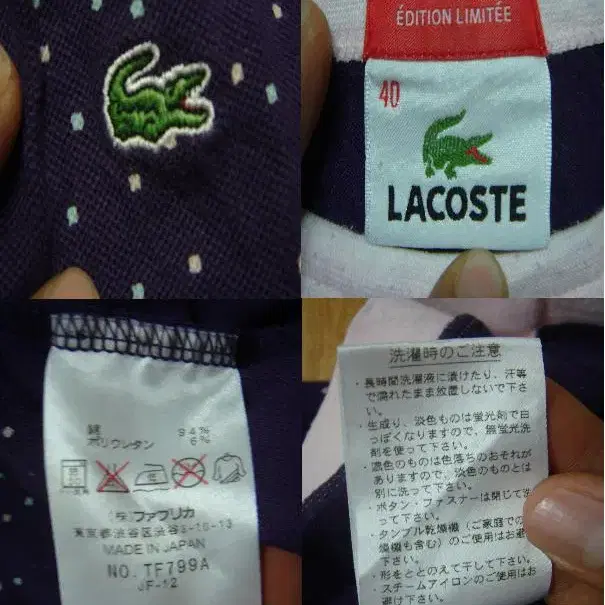 ÉDITION LIMITÉE
40
LACOSTE
綿 94%
ポリウレタン 6%
(株)ファブリカ
東京都渋谷区渋谷5-10-13
MADE IN JAPAN
NO. TF799A
JF-12
洗濯時のご注意
・長時間洗濯液に漬けたり、汗等
で濡れたまま放置しないで下さ
い。
・生成り、淡色ものは蛍光剤で白
っぽくなりますので、無蛍光洗
剤を使って下さい。
・濃色のものは色落ちのおそれが
ありますので、淡色のものとは
別に洗って下さい。
・ボタン・ファスナーは閉じて洗
って下さい。
・タンブル乾燥機(ご家庭での
燥機も含む)のご使用はお避
下さい。
・形をととのえて干して下さい。
・スチームアイロンのご使用はお
避け下さい。